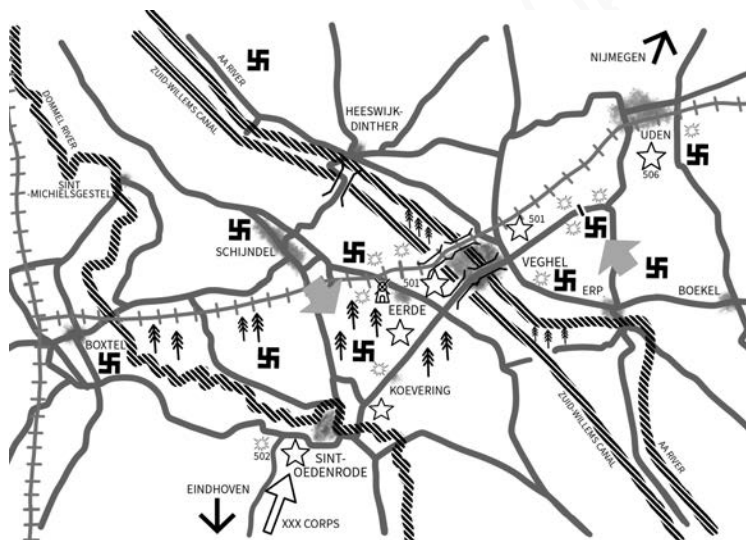 NIJMEGEN
AA RIVER
ZUID-WILLEMS CANAL
DOMMEL RIVER
HEESWIJK-
DINTHER
UDEN
506
SINT
-MICHIELSGESTEL
501
SCHIJNDEL
VEGHEL
501
ERP
BOEKEL
EERDE
BOXTEL
KOEVERING
ZUID-WILLEMS CANAL
AA RIVER
502
SINT-
OEDENRODE
EINDHOVEN
XXX CORPS